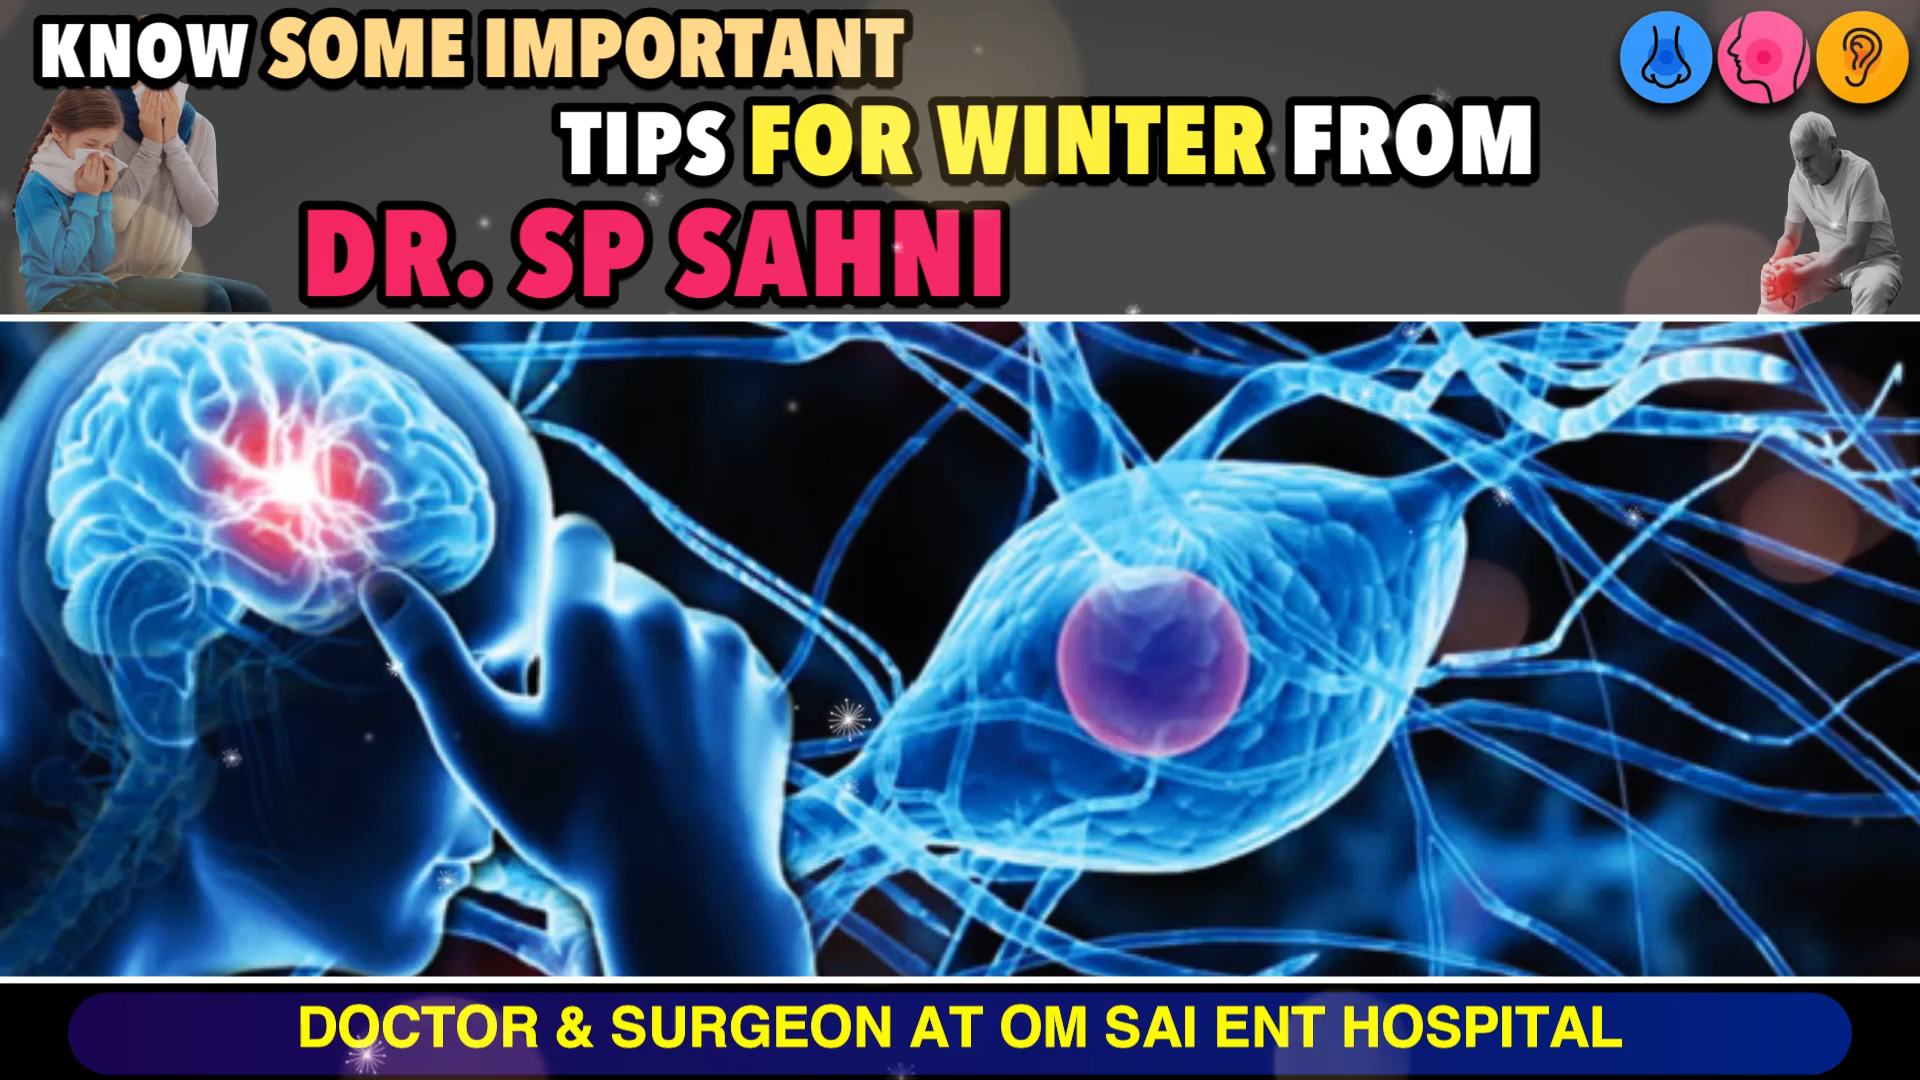 KNOW SOME IMPORTANT
TIPS FOR WINTER FROM
DR. SP SAHNI
DOCTOR & SURGEON AT OM SAI ENT HOSPITAL